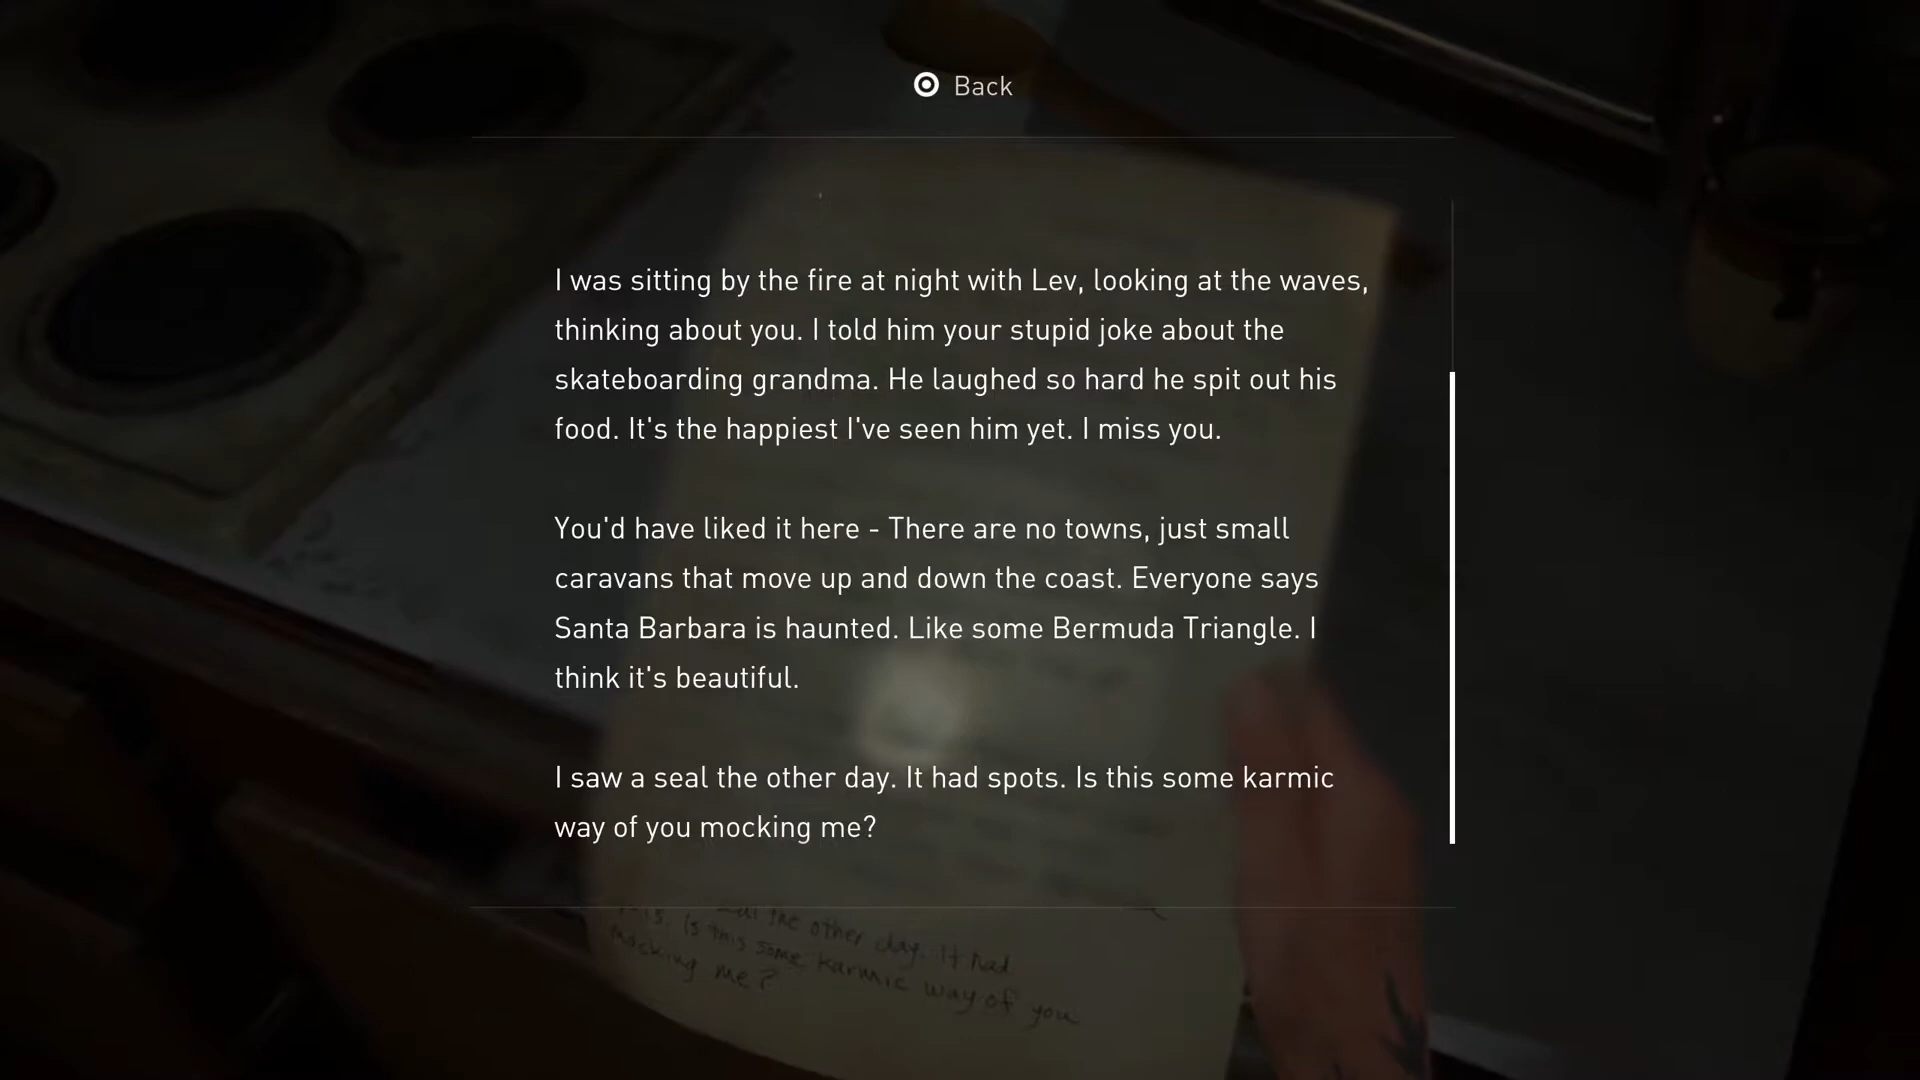 Back
I was sitting by the fire at night with Lev, looking at the waves,
thinking about you. I told him your stupid joke about the
skateboarding grandma. He laughed so hard he spit out his
food. It's the happiest I've seen him yet. I miss you.
You'd have liked it here - There are no towns, just small
caravans that move up and down the coast. Everyone says
Santa Barbara is haunted. Like some Bermuda Triangle. I
think it's beautiful.
I saw a seal the other day. It had spots. Is this some karmic
way of you mocking me?
the other day. It had
Is this some karmic way of you
mocking me?